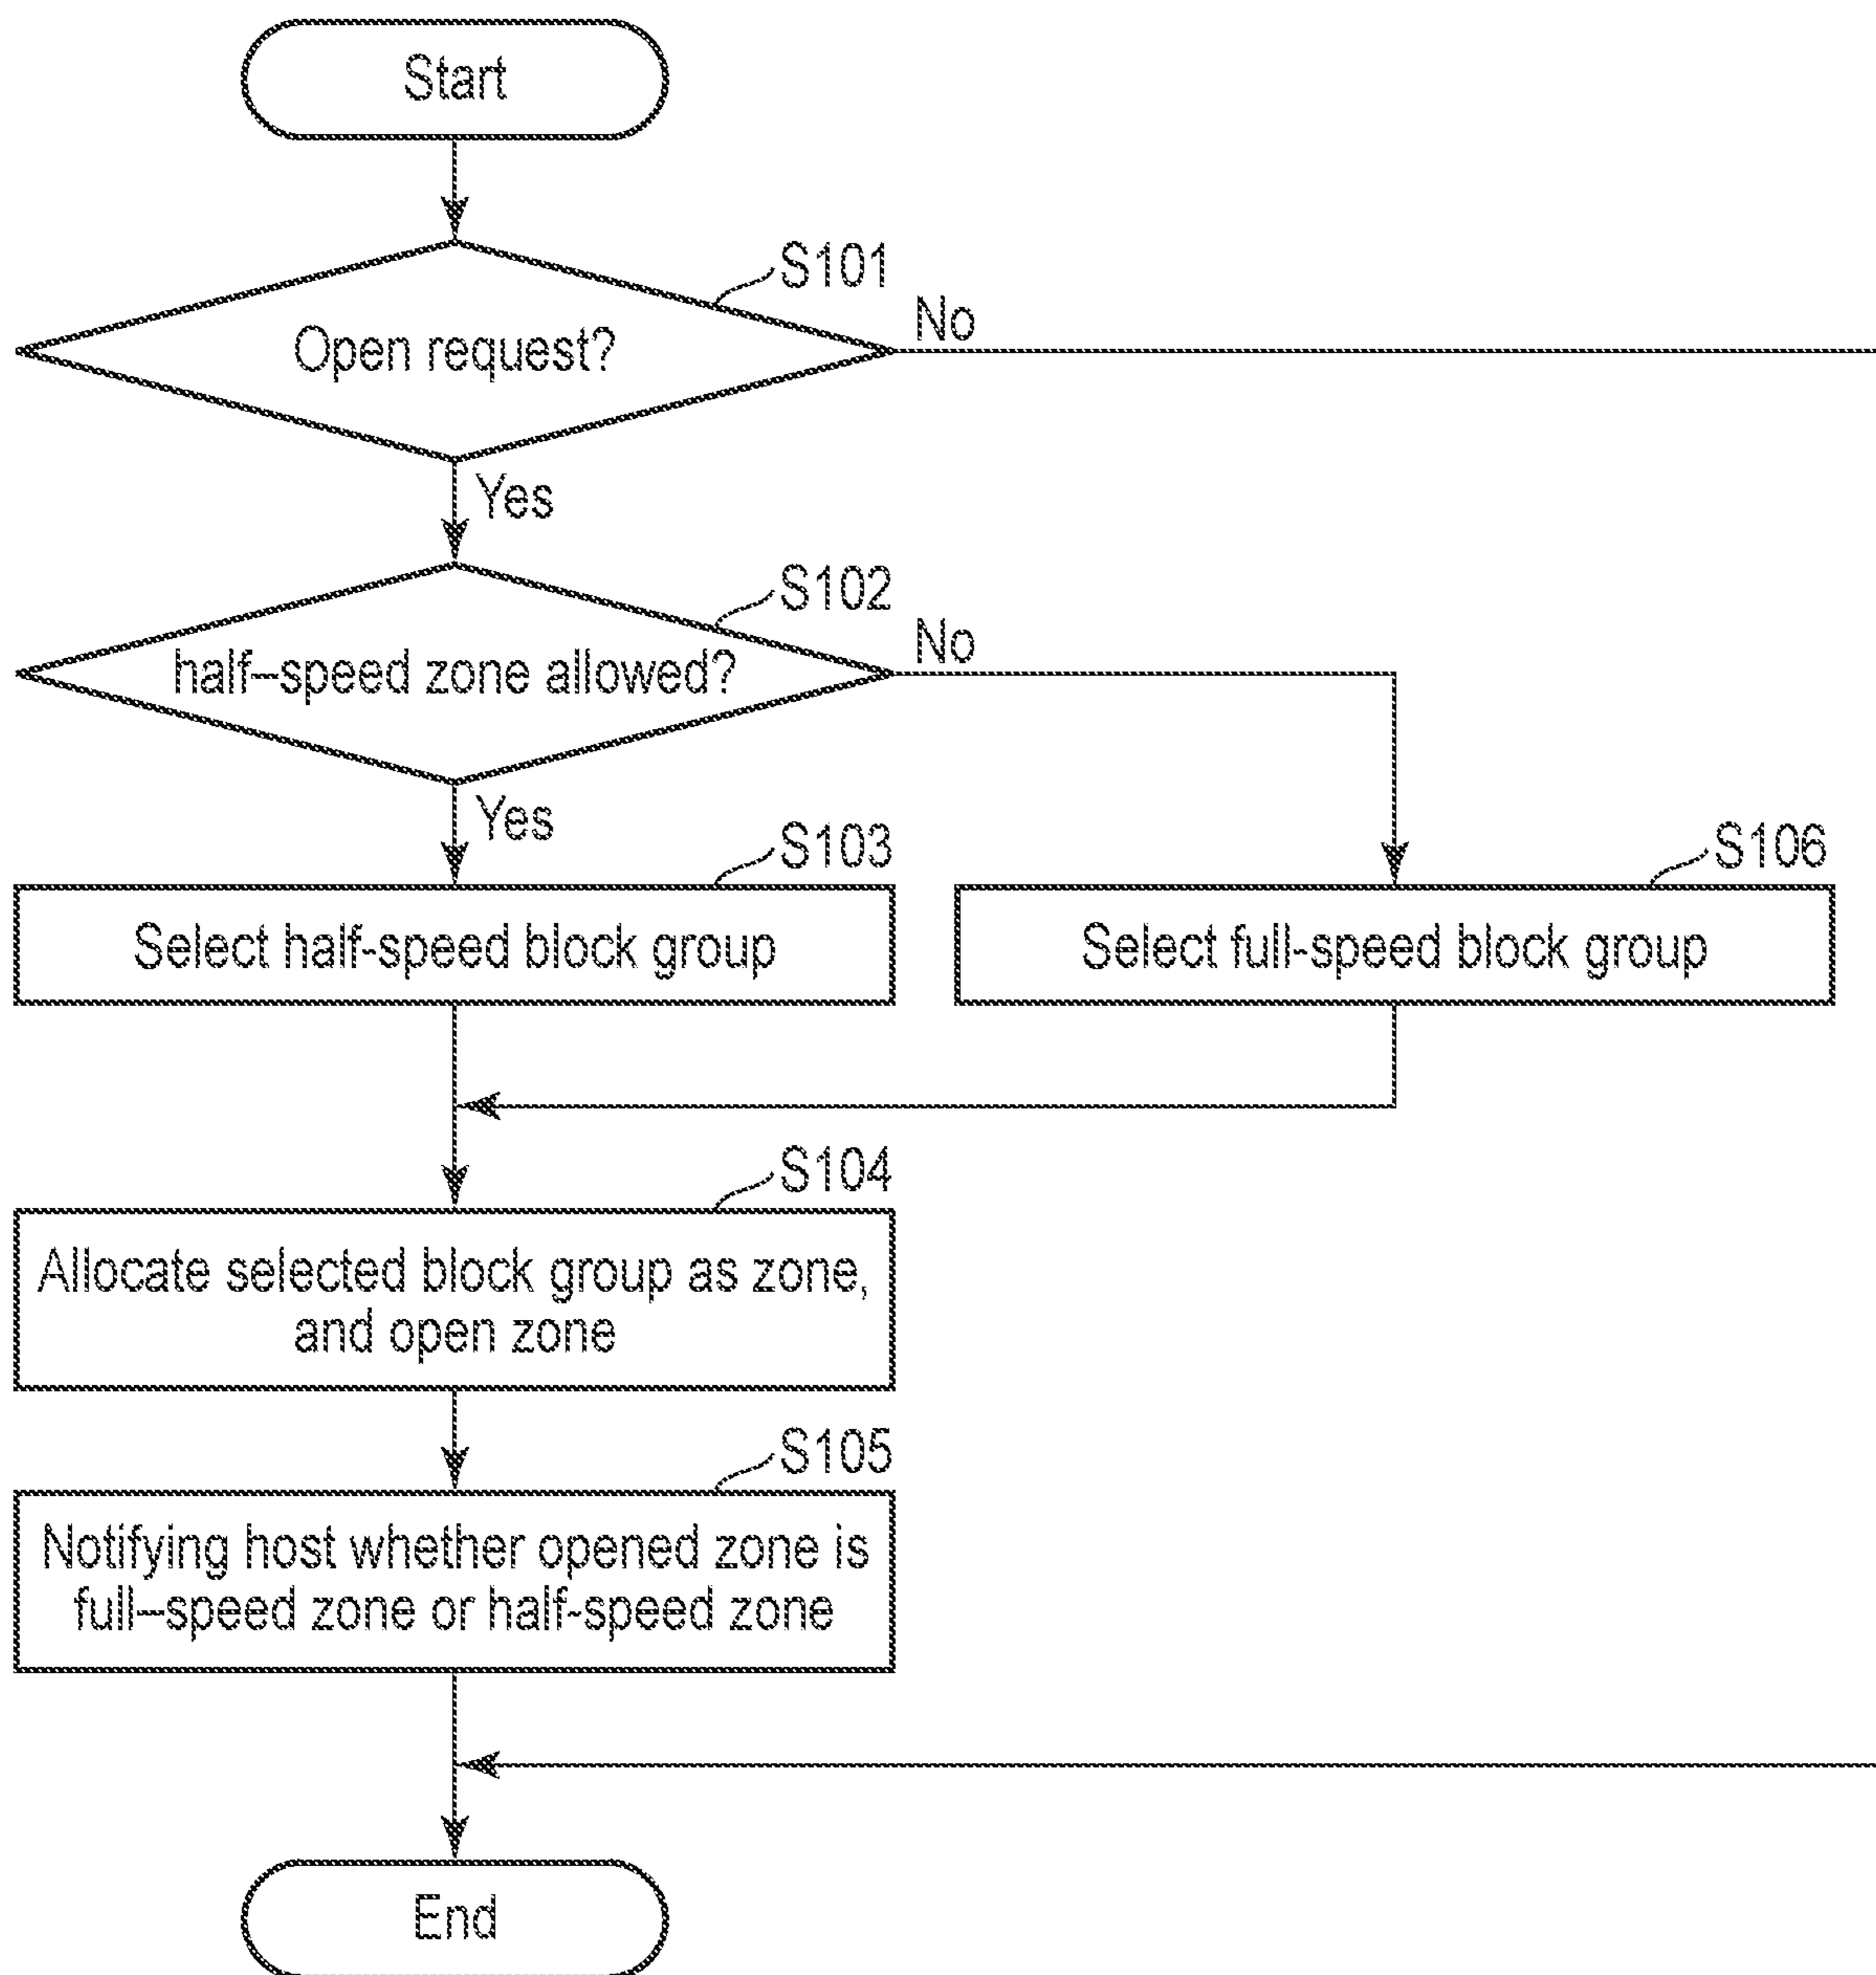 Start
S101
Open request?
No
Yes
S102
half–speed zone allowed?
No
Yes
S103
Select half-speed block group
S106
Select full-speed block group
S104
Allocate selected block group as zone,
and open zone
S105
Notifying host whether opened zone is
full–speed zone or half-speed zone
End